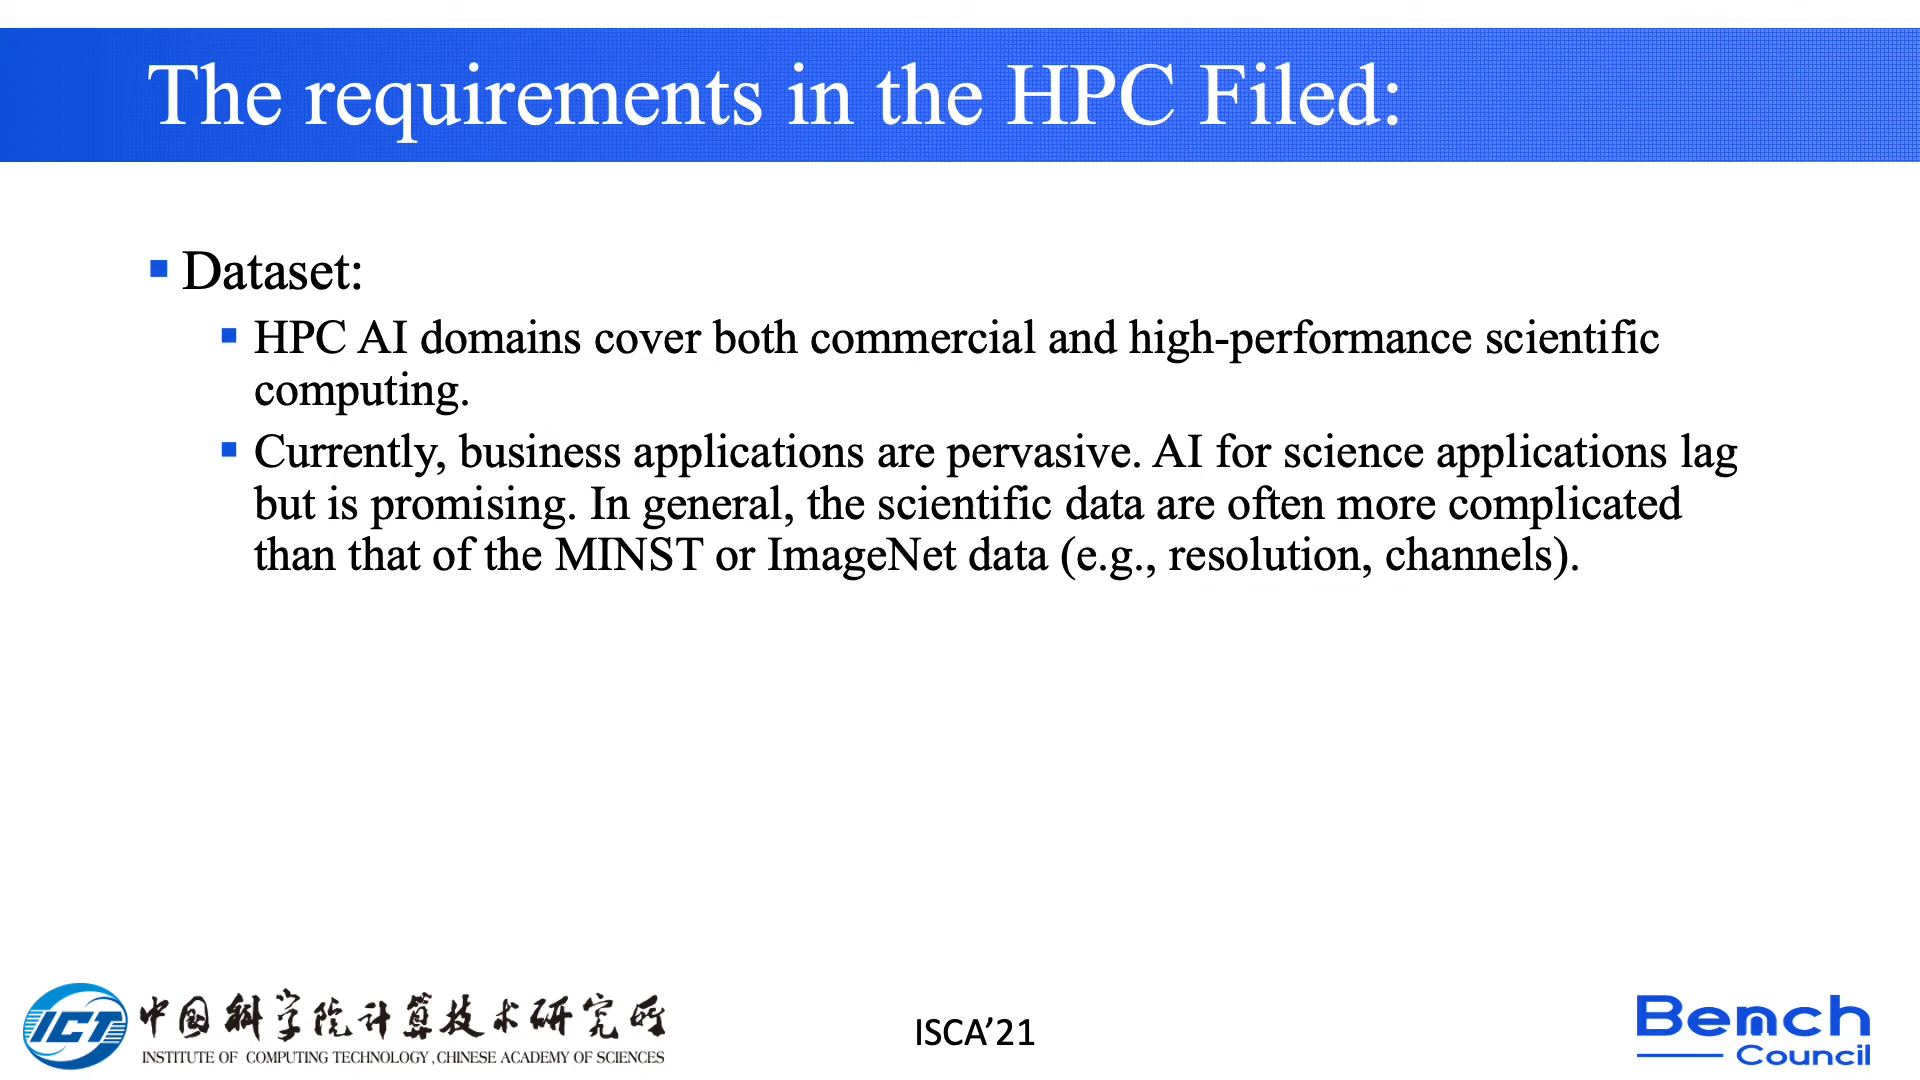 The requirements in the HPC Filed:
Dataset:
HPC AI domains cover both commercial and high-performance scientific
computing.
Currently, business applications are pervasive. AI for science applications lag
but is promising. In general, the scientific data are often more complicated
than that of the MINST or ImageNet data (e.g., resolution, channels).
ICT
中国科学院计算技术研究所
INSTITUTE OF COMPUTING TECHNOLOGY, CHINESE ACADEMY OF SCIENCES
ISCA’21
Bench
Council